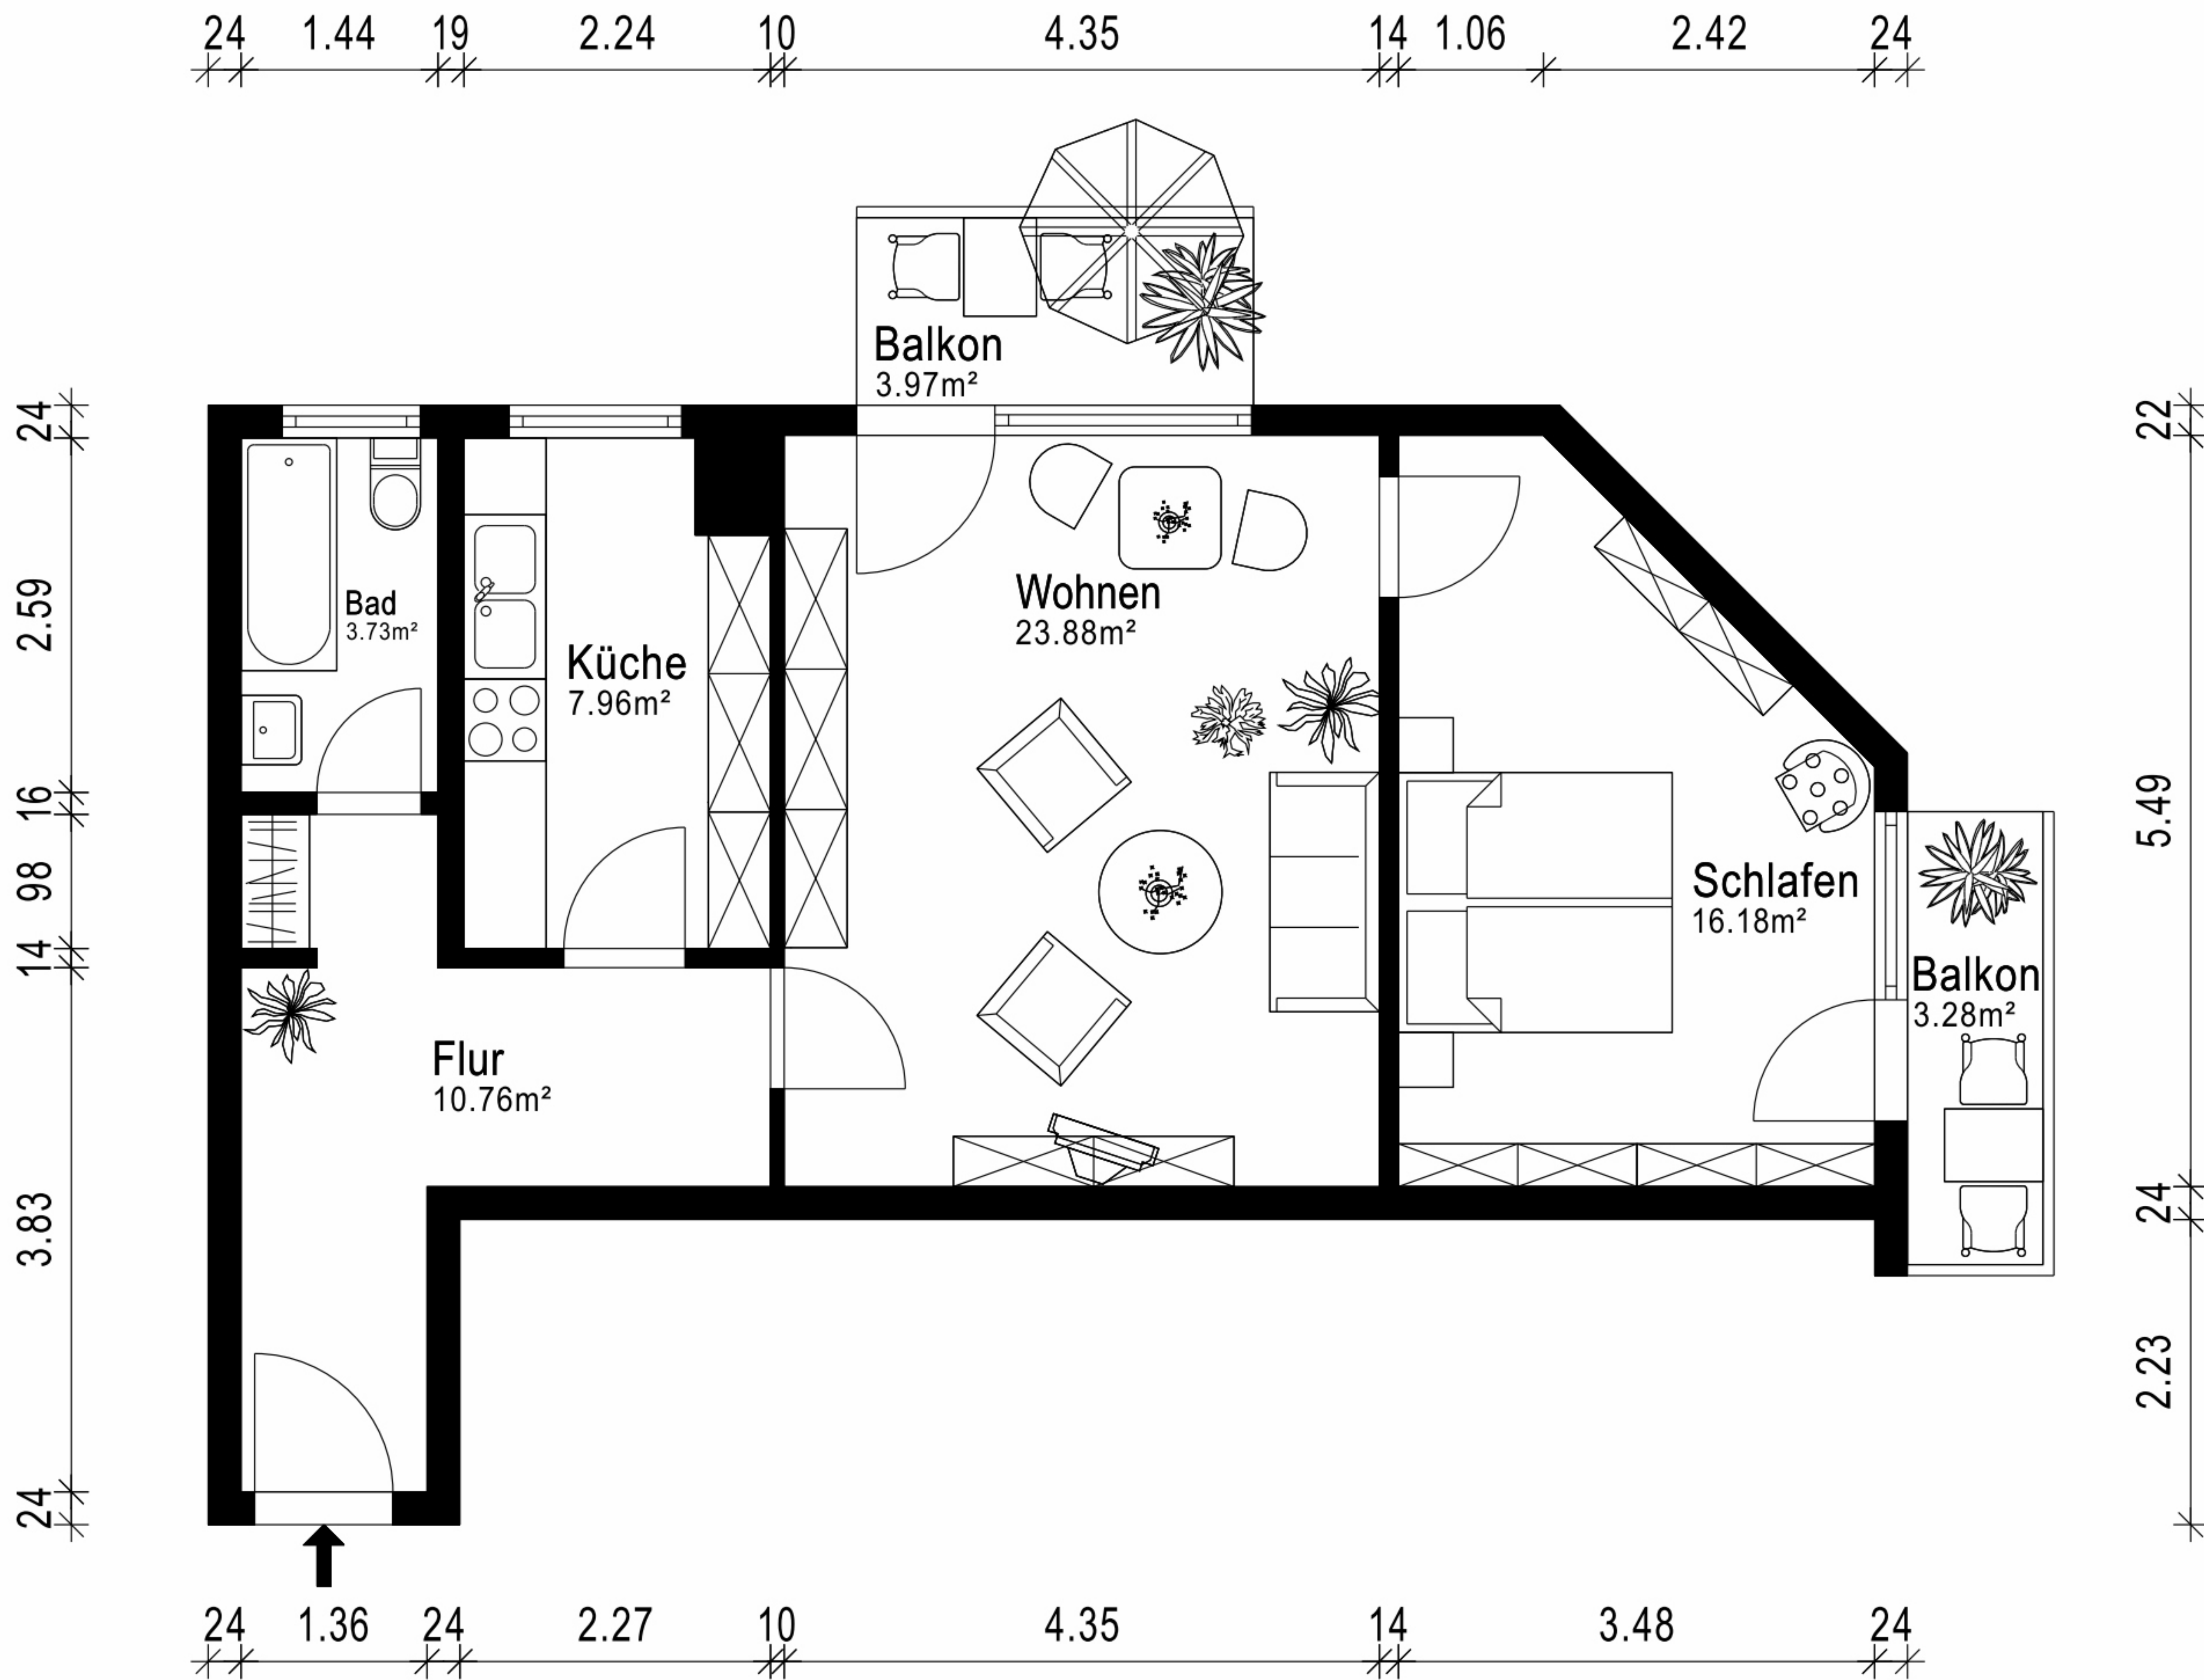 24 1.44 19 2.24 10 4.35 14 1.06 2.42 24
Balkon
3.97m²
24
22
2.59
Bad
3.73m²
Wohnen
23.88m²
Küche
7.96m²
16
5.49
98
Schlafen
16.18m²
14
Balkon
3.28m²
Flur
10.76m²
3.83
24
2.23
24
24 1.36 24 2.27 10 4.35 14 3.48 24